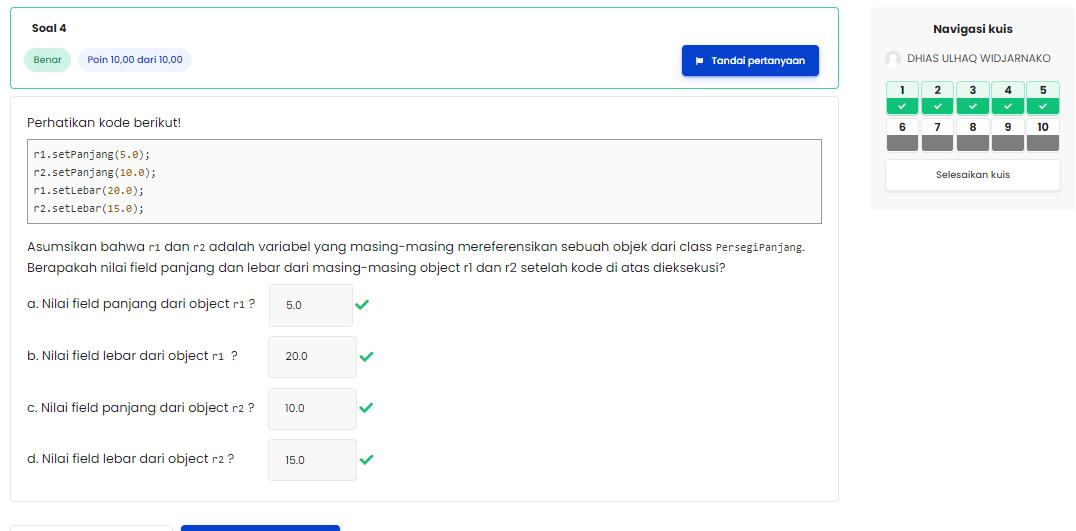 Soal 4
Benar
Poin 10,00 dari 10,00
Tandai pertanyaan
Perhatikan kode berikut!
r1.setPanjang(5.0);
r2.setPanjang(10.0);
r1.setLebar(20.0);
r2.setLebar(15.0);
Asumsikan bahwa r1 dan r2 adalah variabel yang masing-masing mereferensikan sebuah objek dari class PersegiPanjang.
Berapakah nilai field panjang dan lebar dari masing-masing object r1 dan r2 setelah kode di atas dieksekusi?
a. Nilai field panjang dari object r1 ? 5.0
b. Nilai field lebar dari object r1 ? 20.0
c. Nilai field panjang dari object r2 ? 10.0
d. Nilai field lebar dari object r2 ? 15.0
Navigasi kuis
DHIAS ULHAQ WIDJARNAKO
1 2 3 4 5
6 7 8 9 10
Selesaikan kuis